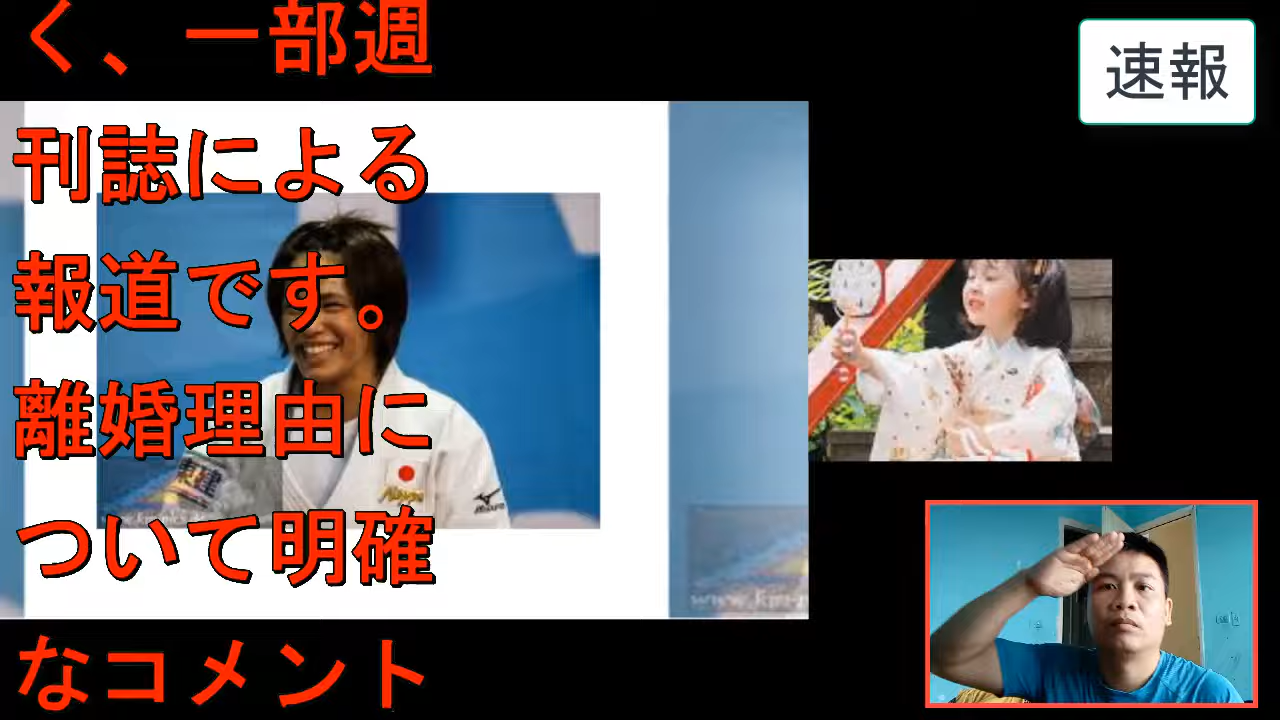 く、一部週
速報
刊誌による
報道です。
離婚理由に
ついて明確
なコメント